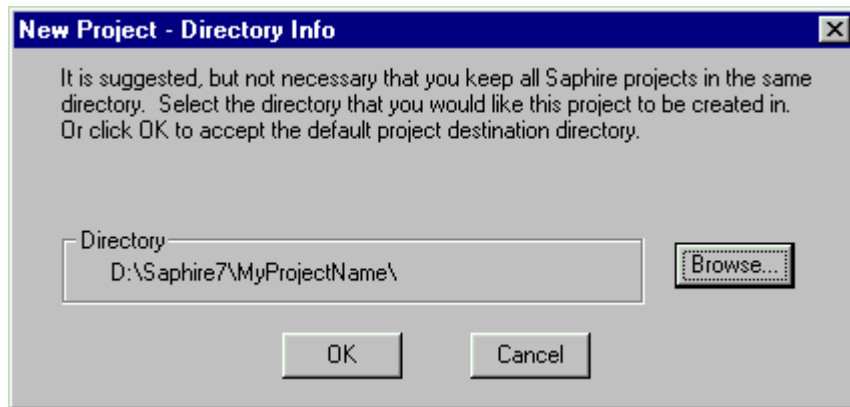 New Project - Directory Info
It is suggested, but not necessary that you keep all Saphire projects in the same
directory.  Select the directory that you would like this project to be created in.
Or click OK to accept the default project destination directory.
Directory
D:\Saphire7\MyProjectName\
Browse...
OK
Cancel